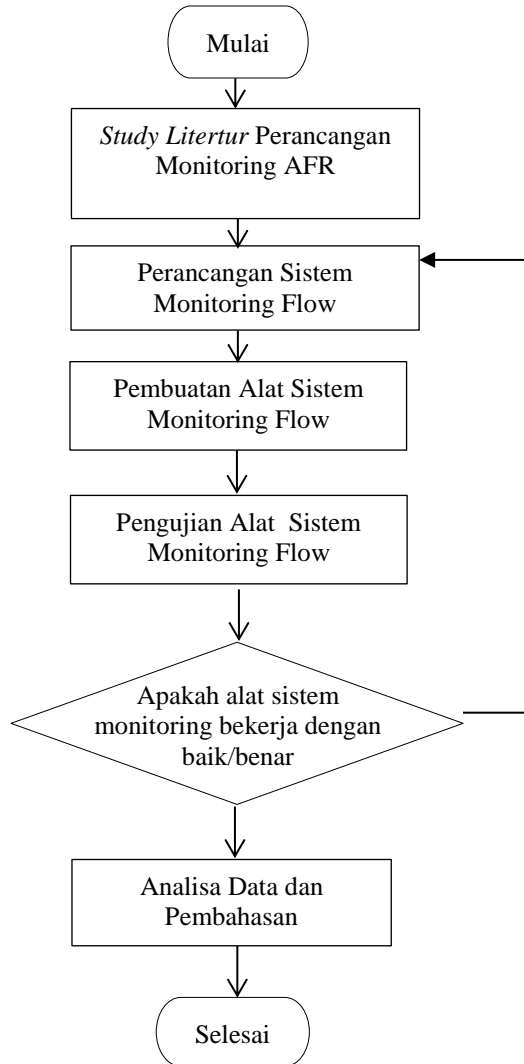 Mulai
Study Litertur Perancangan
Monitoring AFR
Perancangan Sistem
Monitoring Flow
Pembuatan Alat Sistem
Monitoring Flow
Pengujian Alat Sistem
Monitoring Flow
Apakah alat sistem
monitoring bekerja dengan
baik/benar
Analisa Data dan
Pembahasan
Selesai